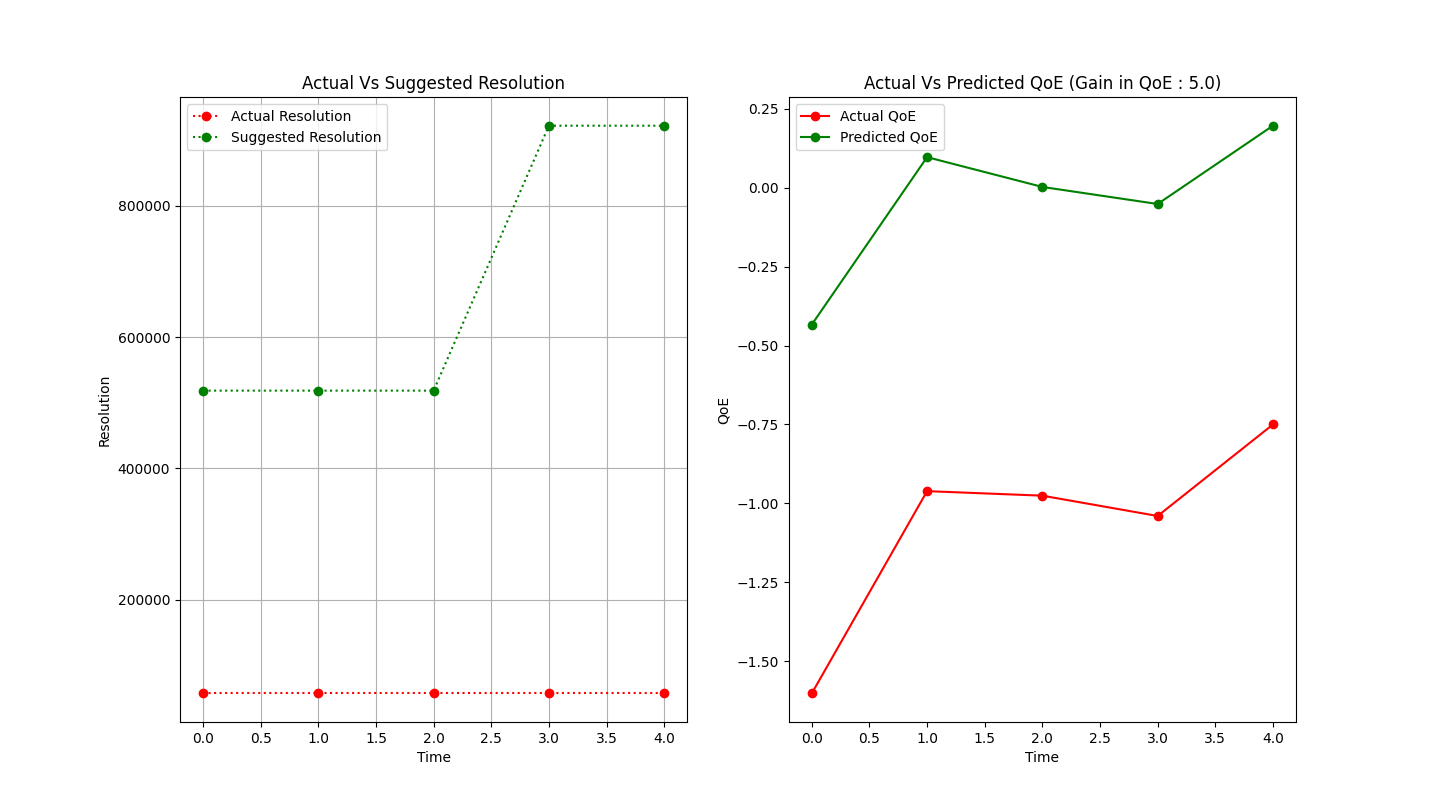 Actual Vs Suggested Resolution
Actual Resolution
Suggested Resolution
Resolution
800000
600000
400000
200000
0.0 0.5 1.0 1.5 2.0 2.5 3.0 3.5 4.0
Time
Actual Vs Predicted QoE (Gain in QoE : 5.0)
Actual QoE
Predicted QoE
QoE
0.25
0.00
−0.25
−0.50
−0.75
−1.00
−1.25
−1.50
0.0 0.5 1.0 1.5 2.0 2.5 3.0 3.5 4.0
Time